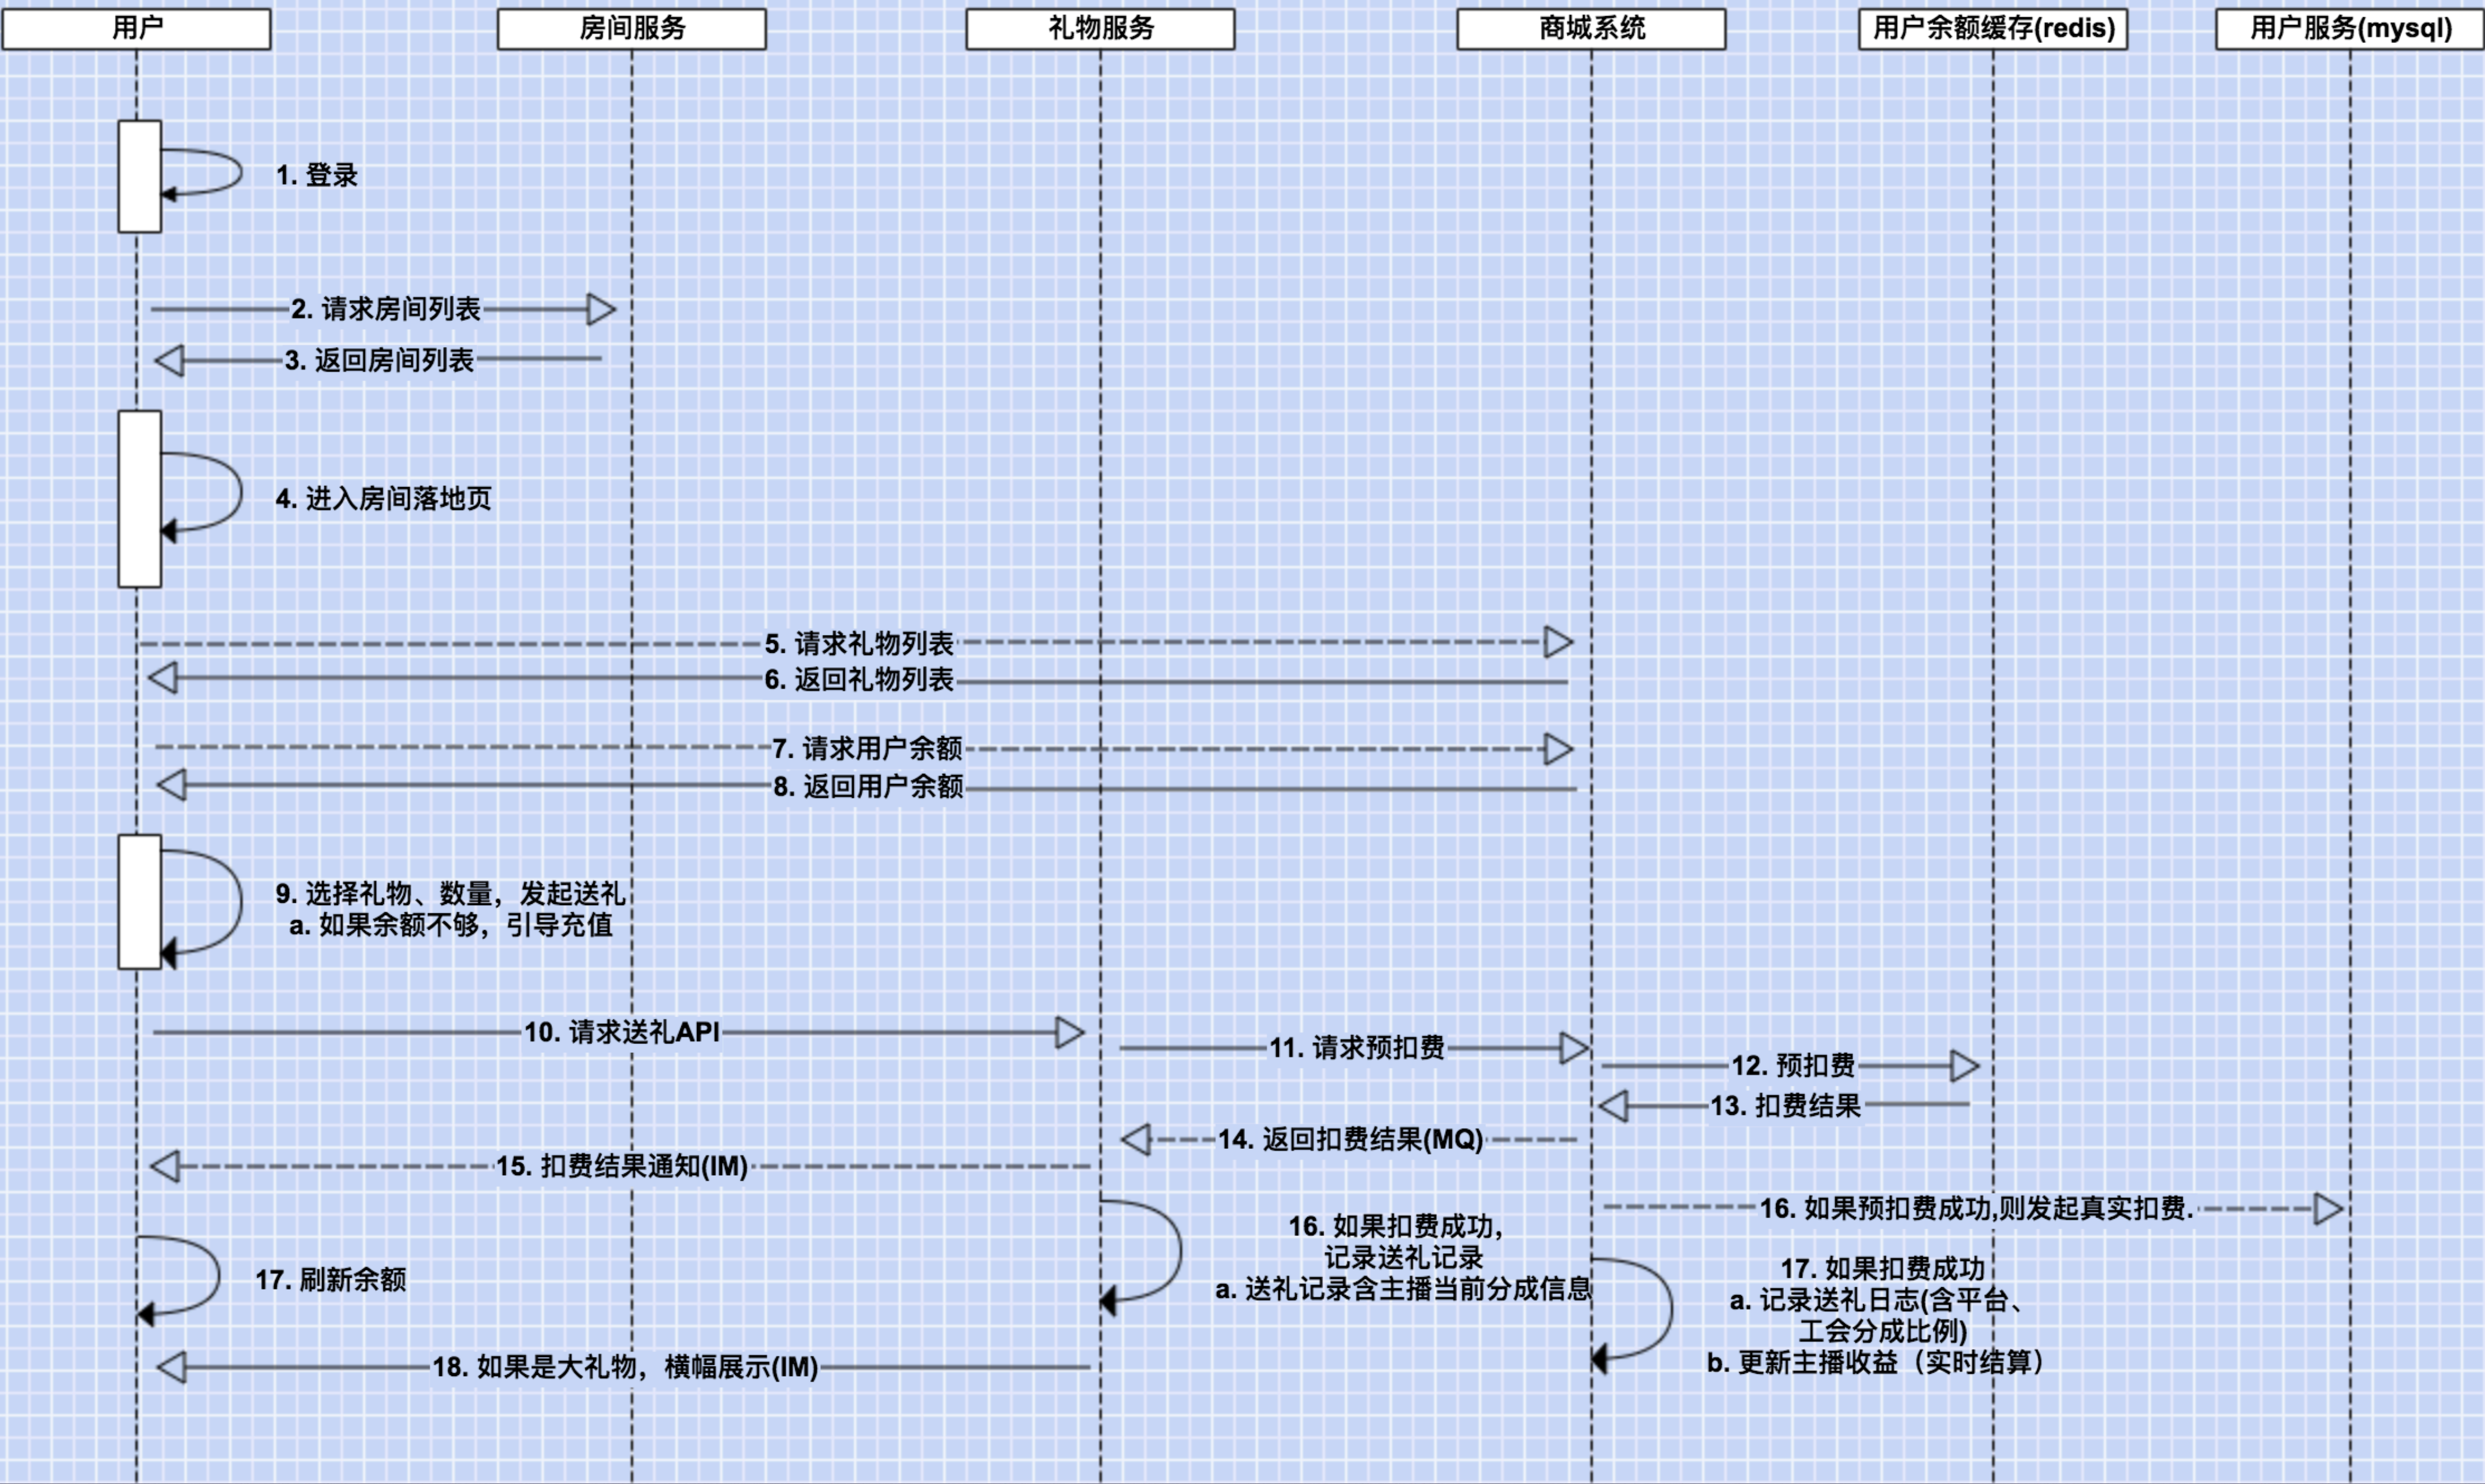 用户
房间服务
礼物服务
商城系统
用户余额缓存(redis)
用户服务(mysql)
1. 登录
2. 请求房间列表
3. 返回房间列表
4. 进入房间落地页
5. 请求礼物列表
6. 返回礼物列表
7. 请求用户余额
8. 返回用户余额
9. 选择礼物、数量，发起送礼
a. 如果余额不够，引导充值
10. 请求送礼API
11. 请求预扣费
12. 预扣费
13. 扣费结果
14. 返回扣费结果(MQ)
15. 扣费结果通知(IM)
16. 如果预扣费成功,则发起真实扣费.
16. 如果扣费成功，
记录送礼记录
a. 送礼记录含主播当前分成信息
17. 刷新余额
17. 如果扣费成功
a. 记录送礼日志(含平台、
工会分成比例)
b. 更新主播收益（实时结算）
18. 如果是大礼物，横幅展示(IM)